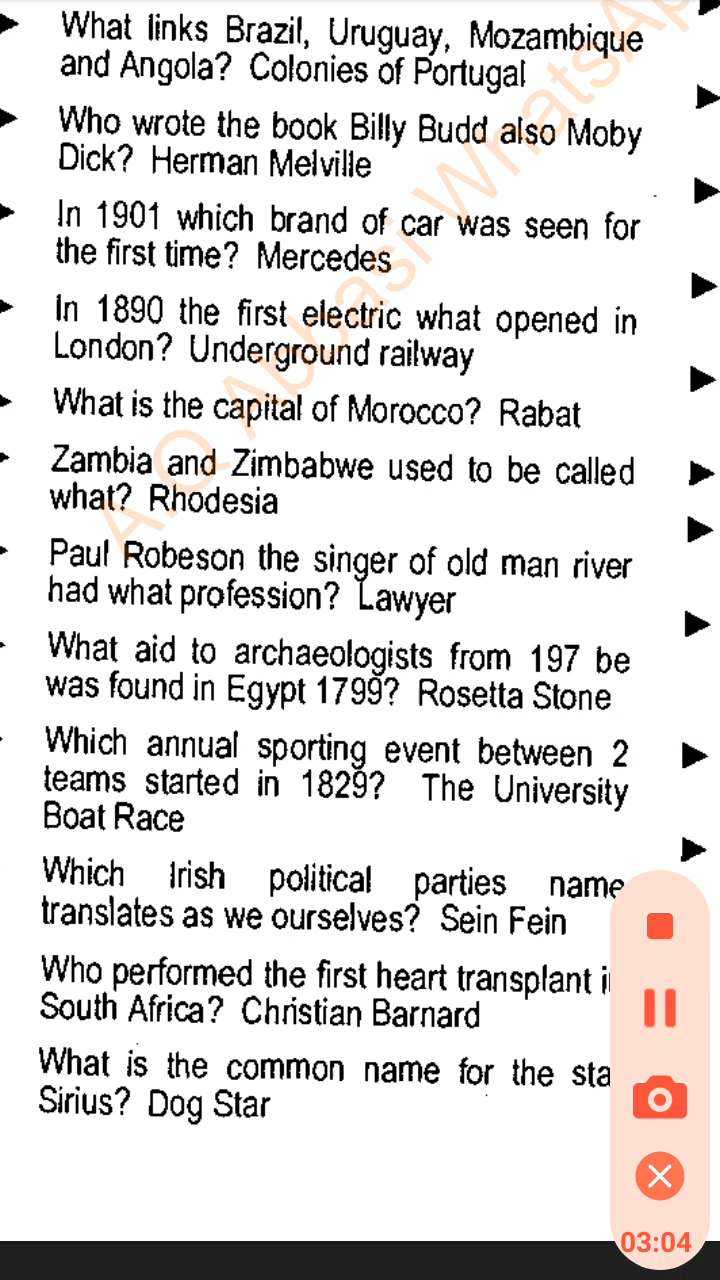 What links Brazil, Uruguay, Mozambique
and Angola? Colonies of Portugal
Who wrote the book Billy Budd also Moby
Dick? Herman Melville
In 1901 which brand of car was seen for
the first time? Mercedes
In 1890 the first electric what opened in
London? Underground railway
What is the capital of Morocco? Rabat
Zambia and Zimbabwe used to be called
what? Rhodesia
Paul Robeson the singer of old man river
had what profession? Lawyer
What aid to archaeologists from 197 be
was found in Egypt 1799? Rosetta Stone
Which annual sporting event between 2
teams started in 1829? The University
Boat Race
Which Irish political parties name
translates as we ourselves? Sein Fein
Who performed the first heart transplant
South Africa? Christian Barnard
What is the common name for the
Sirius? Dog Star
A.Q Abbasi WhatsAp
03:04